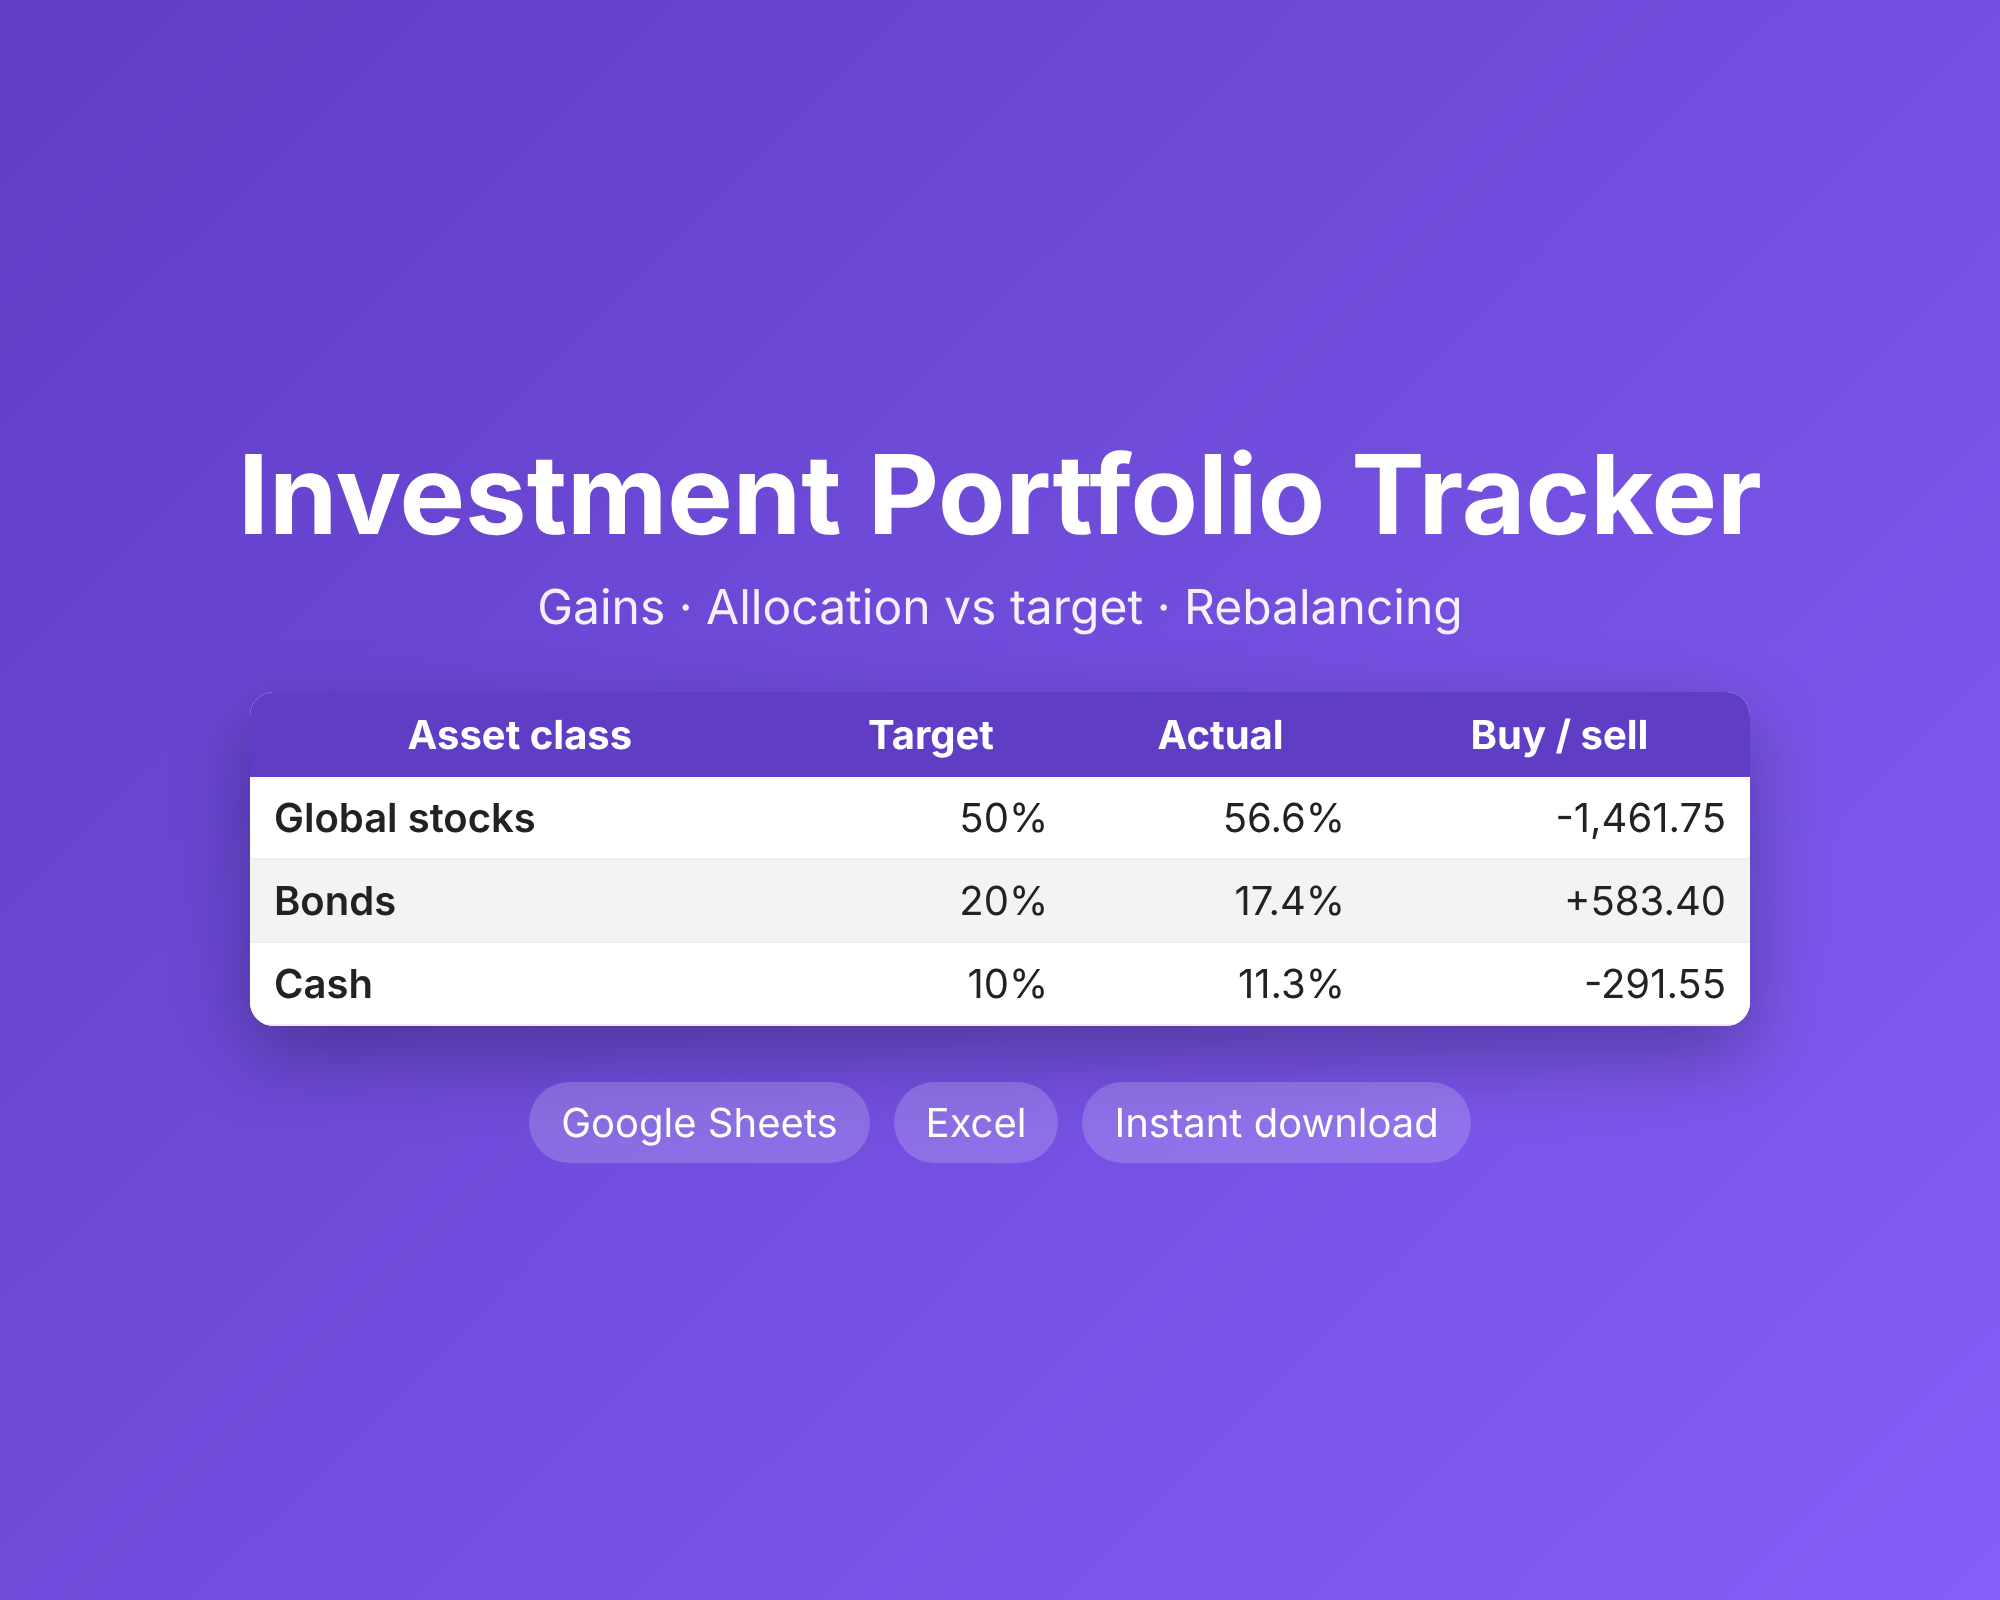 Investment Portfolio Tracker
Gains · Allocation vs target · Rebalancing
Asset class Target Actual Buy / sell
Global stocks 50% 56.6% -1,461.75
Bonds 20% 17.4% +583.40
Cash 10% 11.3% -291.55
Google Sheets Excel Instant download